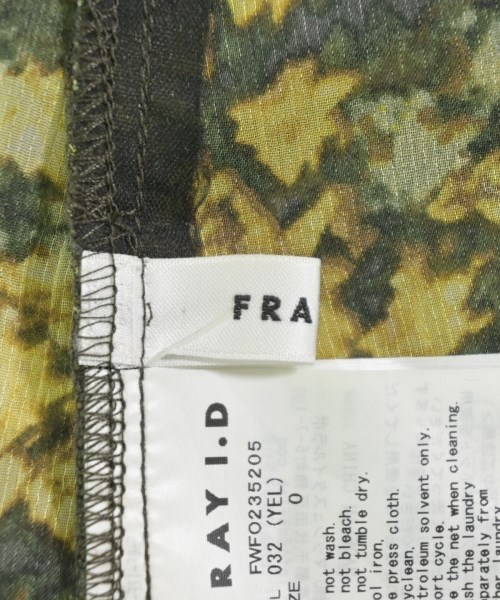 FRA
RAY I.D
FWFO235205
L 032 (YEL)
ZE 0
not wash.
not bleach.
not tumble dry.
ol iron.
e press cloth.
yclean.
troleum solvent only.
ort cycle.
e the net when cleaning.
sh the laundry
parately from
her laundry